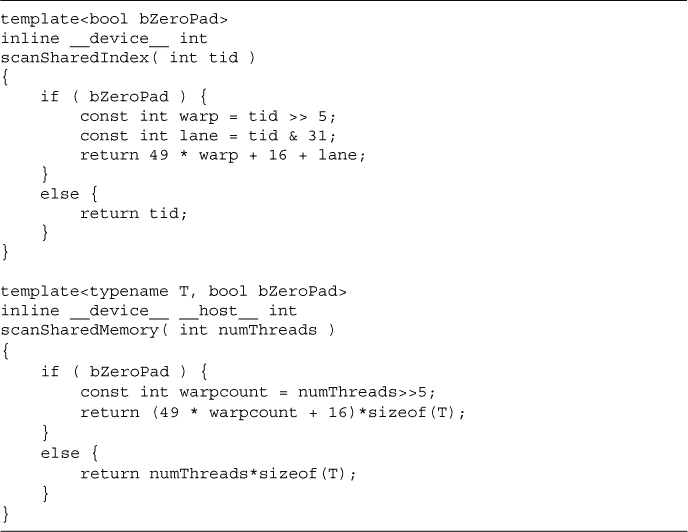 template<bool bZeroPad>
inline __device__ int
scanSharedIndex( int tid )
{
    if ( bZeroPad ) {
        const int warp = tid >> 5;
        const int lane = tid & 31;
        return 49 * warp + 16 + lane;
    }
    else {
        return tid;
    }
}

template<typename T, bool bZeroPad>
inline __device__ __host__ int
scanSharedMemory( int numThreads )
{
    if ( bZeroPad ) {
        const int warpcount = numThreads>>5;
        return (49 * warpcount + 16)*sizeof(T);
    }
    else {
        return numThreads*sizeof(T);
    }
}